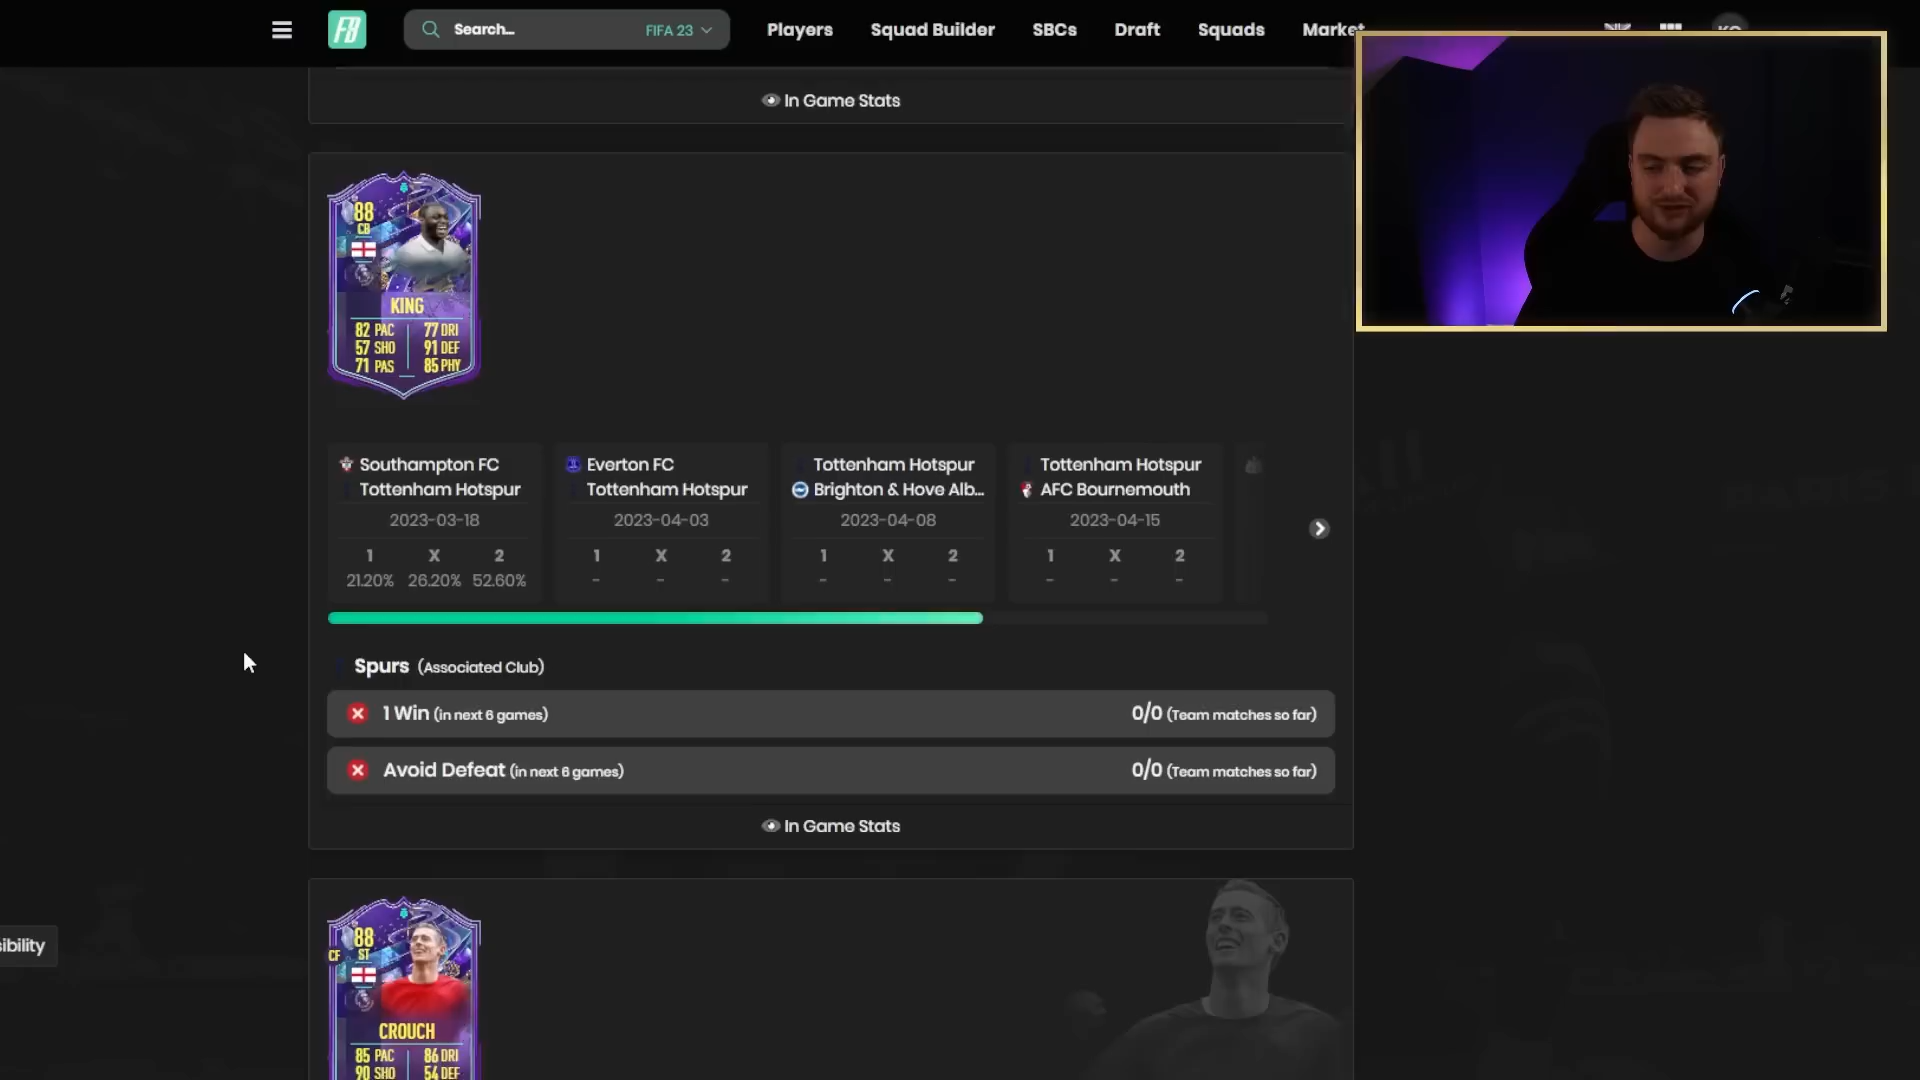 FB Search... FIFA 23 Players Squad Builder SBCs Draft Squads Market
In Game Stats
88
CB
KING
82 PAC 77 DRI
57 SHO 91 DEF
71 PAS 85 PHY
Southampton FC
Tottenham Hotspur
2023-03-18
1 X 2
21.20% 26.20% 52.60%
Everton FC
Tottenham Hotspur
2023-04-03
1 X 2
- - -
Tottenham Hotspur
Brighton & Hove Alb...
2023-04-08
1 X 2
- - -
Tottenham Hotspur
AFC Bournemouth
2023-04-15
1 X 2
- - -
Spurs (Associated Club)
1 Win (in next 6 games) 0/0 (Team matches so far)
Avoid Defeat (in next 6 games) 0/0 (Team matches so far)
In Game Stats
sibility
88
CF ST
CROUCH
85 PAC 86 DRI
90 SHO 54 DEF